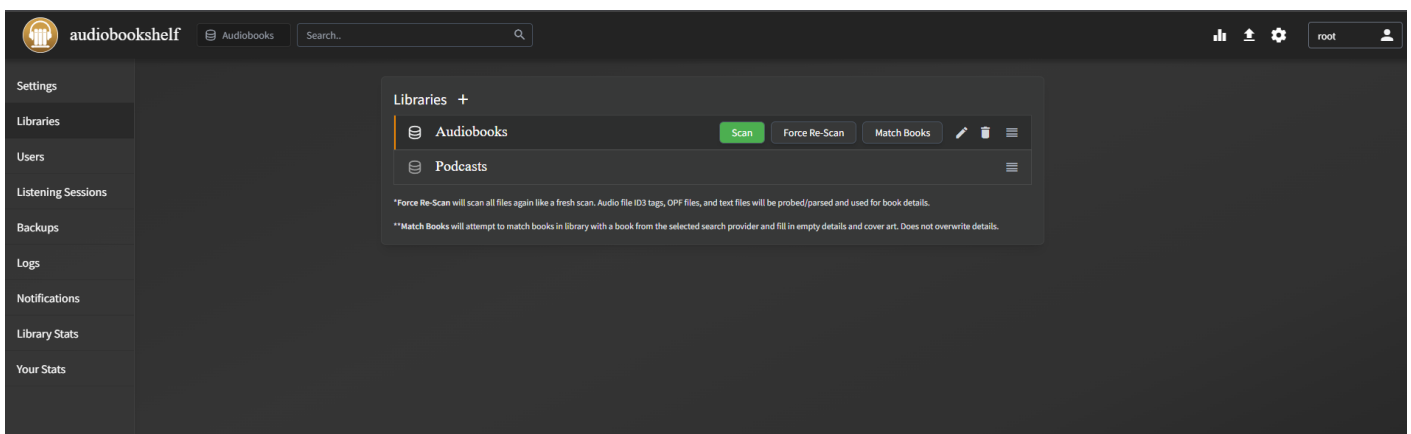 audiobookshelf Audiobooks Search.. root
Settings
Libraries
Users
Listening Sessions
Backups
Logs
Notifications
Library Stats
Your Stats
Libraries +
Audiobooks Scan Force Re-Scan Match Books
Podcasts
*Force Re-Scan will scan all files again like a fresh scan. Audio file ID3 tags, OPF files, and text files will be probed/parsed and used for book details.
**Match Books will attempt to match books in library with a book from the selected search provider and fill in empty details and cover art. Does not overwrite details.